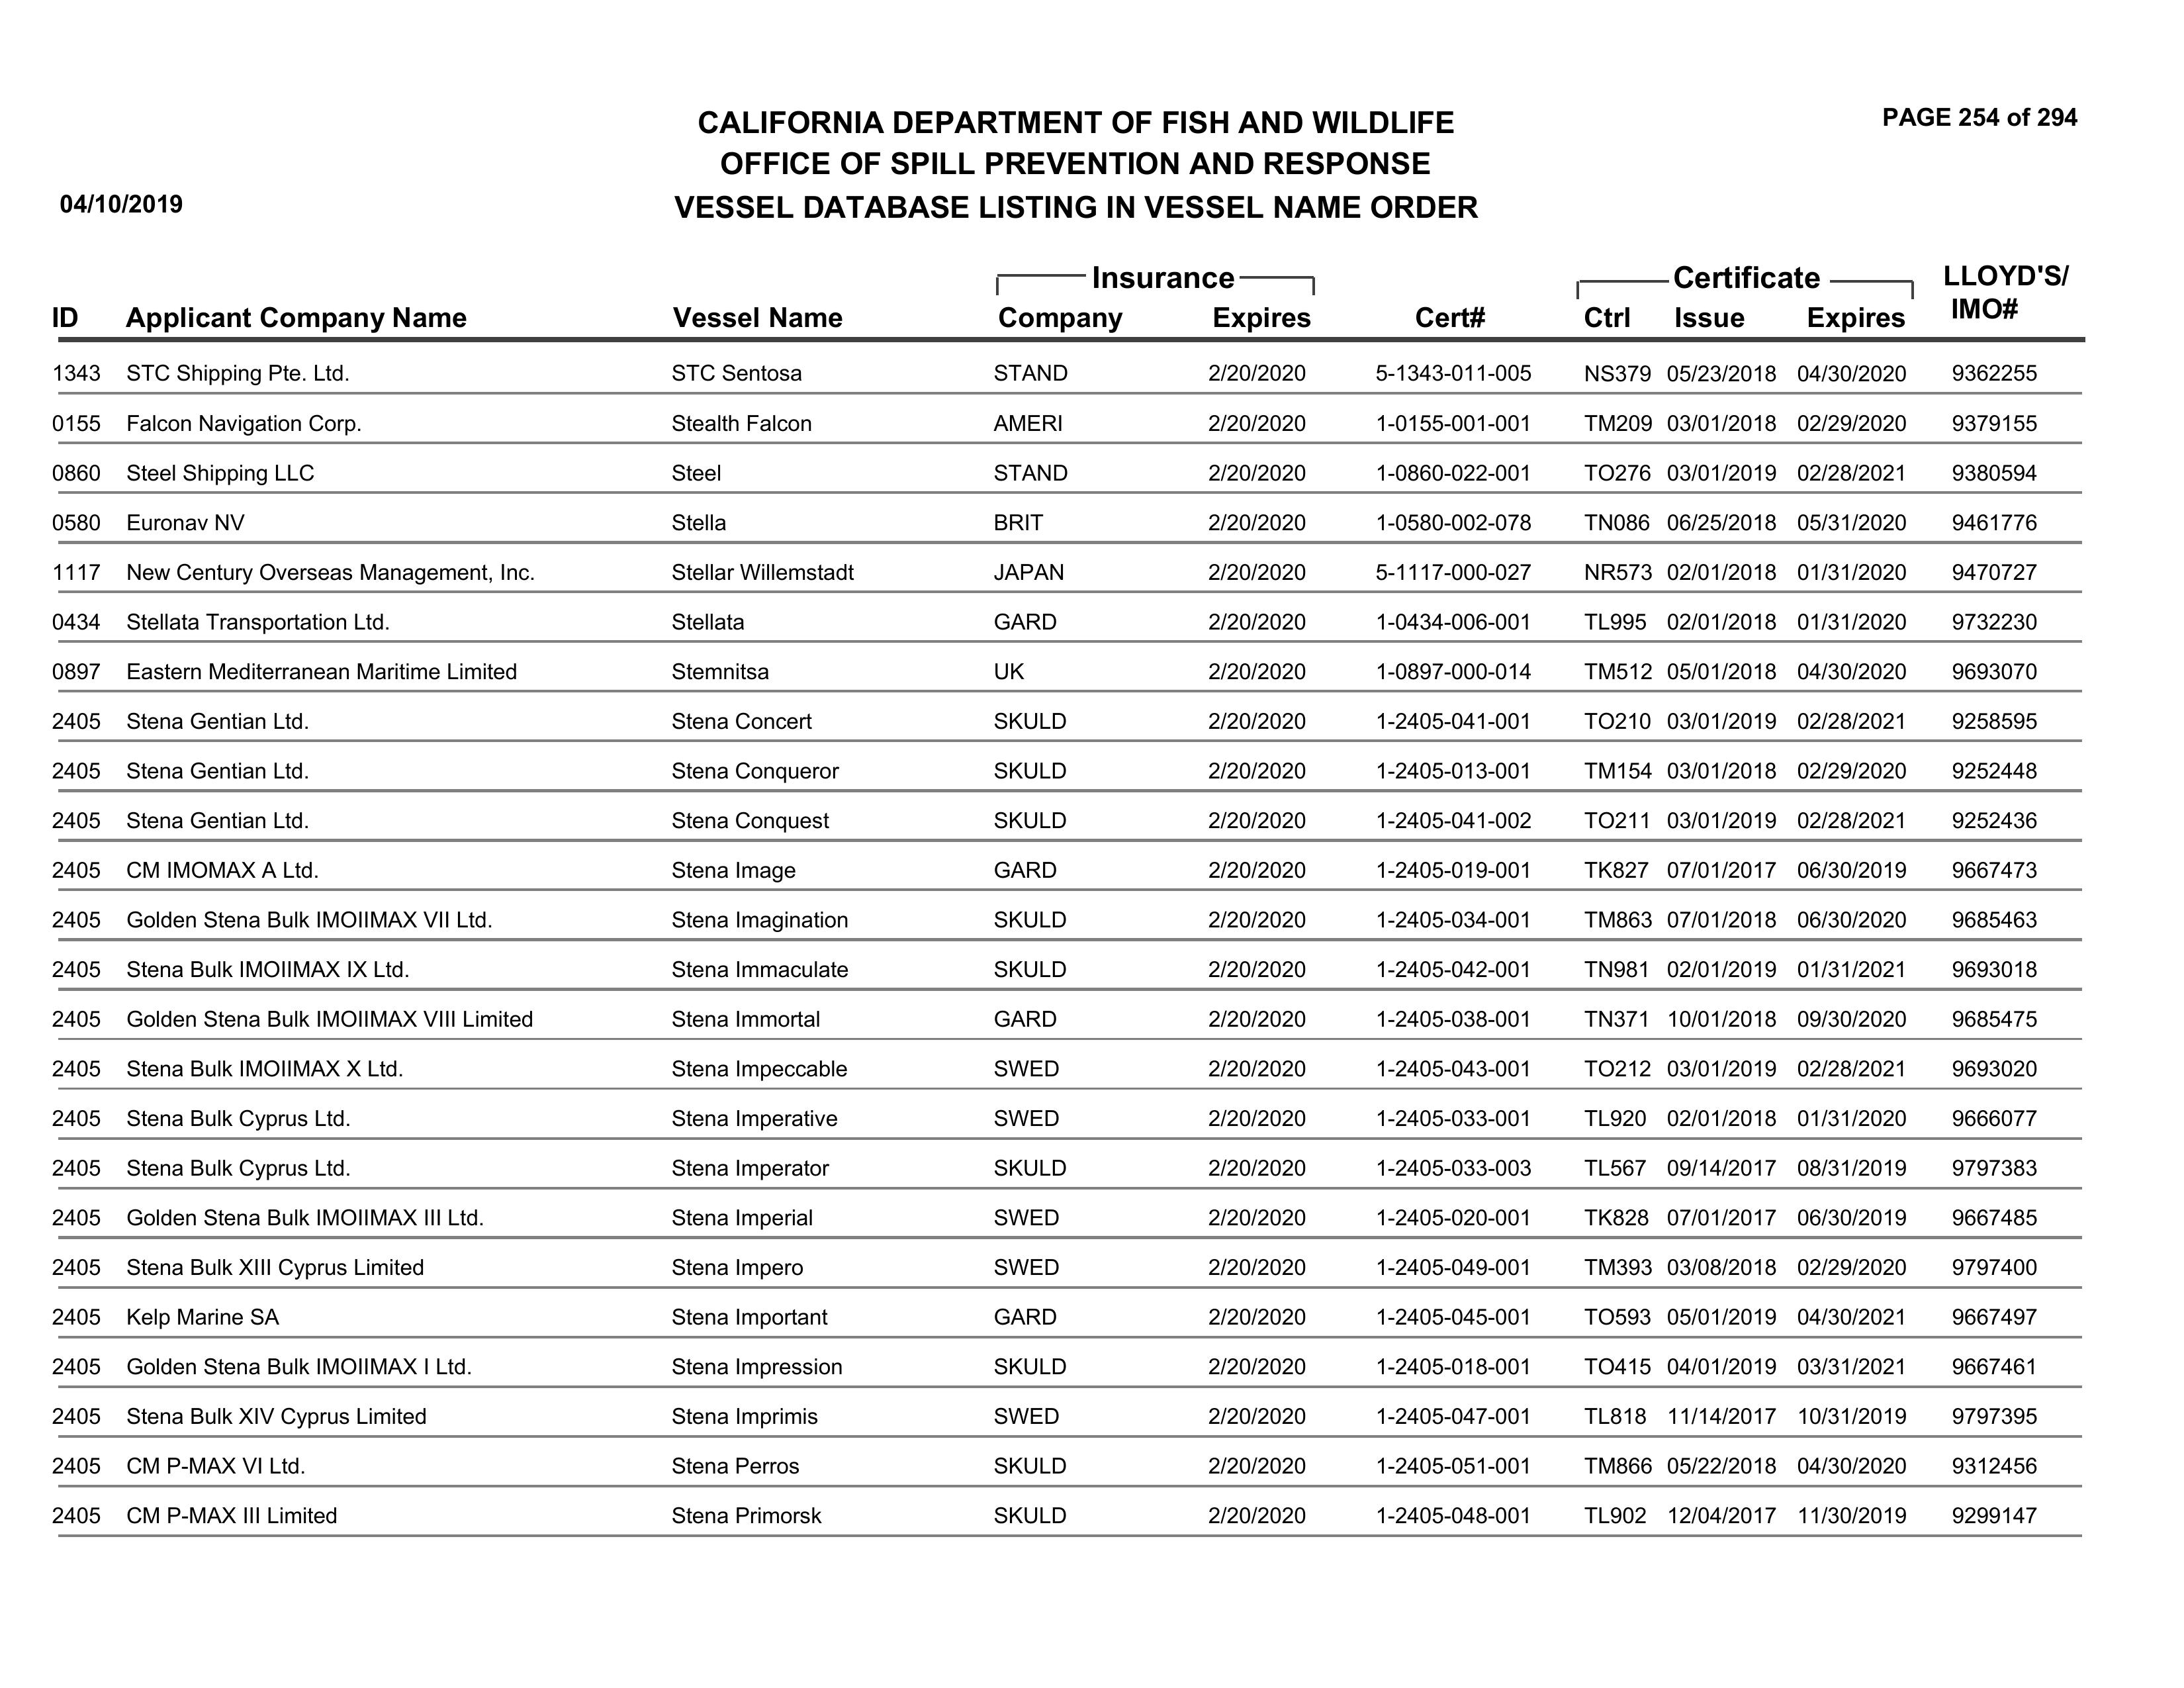 PAGE 254 of 294
CALIFORNIA DEPARTMENT OF FISH AND WILDLIFE
OFFICE OF SPILL PREVENTION AND RESPONSE
04/10/2019 VESSEL DATABASE LISTING IN VESSEL NAME ORDER
Insurance Certificate LLOYD'S/
ID Applicant Company Name Vessel Name Company Expires Cert# Ctrl Issue Expires IMO#
1343 STC Shipping Pte. Ltd. STC Sentosa STAND 2/20/2020 5-1343-011-005 NS379 05/23/2018 04/30/2020 9362255
0155 Falcon Navigation Corp. Stealth Falcon AMERI 2/20/2020 1-0155-001-001 TM209 03/01/2018 02/29/2020 9379155
0860 Steel Shipping LLC Steel STAND 2/20/2020 1-0860-022-001 TO276 03/01/2019 02/28/2021 9380594
0580 Euronav NV Stella BRIT 2/20/2020 1-0580-002-078 TN086 06/25/2018 05/31/2020 9461776
1117 New Century Overseas Management, Inc. Stellar Willemstadt JAPAN 2/20/2020 5-1117-000-027 NR573 02/01/2018 01/31/2020 9470727
0434 Stellata Transportation Ltd. Stellata GARD 2/20/2020 1-0434-006-001 TL995 02/01/2018 01/31/2020 9732230
0897 Eastern Mediterranean Maritime Limited Stemnitsa UK 2/20/2020 1-0897-000-014 TM512 05/01/2018 04/30/2020 9693070
2405 Stena Gentian Ltd. Stena Concert SKULD 2/20/2020 1-2405-041-001 TO210 03/01/2019 02/28/2021 9258595
2405 Stena Gentian Ltd. Stena Conqueror SKULD 2/20/2020 1-2405-013-001 TM154 03/01/2018 02/29/2020 9252448
2405 Stena Gentian Ltd. Stena Conquest SKULD 2/20/2020 1-2405-041-002 TO211 03/01/2019 02/28/2021 9252436
2405 CM IMOMAX A Ltd. Stena Image GARD 2/20/2020 1-2405-019-001 TK827 07/01/2017 06/30/2019 9667473
2405 Golden Stena Bulk IMOIIMAX VII Ltd. Stena Imagination SKULD 2/20/2020 1-2405-034-001 TM863 07/01/2018 06/30/2020 9685463
2405 Stena Bulk IMOIIMAX IX Ltd. Stena Immaculate SKULD 2/20/2020 1-2405-042-001 TN981 02/01/2019 01/31/2021 9693018
2405 Golden Stena Bulk IMOIIMAX VIII Limited Stena Immortal GARD 2/20/2020 1-2405-038-001 TN371 10/01/2018 09/30/2020 9685475
2405 Stena Bulk IMOIIMAX X Ltd. Stena Impeccable SWED 2/20/2020 1-2405-043-001 TO212 03/01/2019 02/28/2021 9693020
2405 Stena Bulk Cyprus Ltd. Stena Imperative SWED 2/20/2020 1-2405-033-001 TL920 02/01/2018 01/31/2020 9666077
2405 Stena Bulk Cyprus Ltd. Stena Imperator SKULD 2/20/2020 1-2405-033-003 TL567 09/14/2017 08/31/2019 9797383
2405 Golden Stena Bulk IMOIIMAX III Ltd. Stena Imperial SWED 2/20/2020 1-2405-020-001 TK828 07/01/2017 06/30/2019 9667485
2405 Stena Bulk XIII Cyprus Limited Stena Impero SWED 2/20/2020 1-2405-049-001 TM393 03/08/2018 02/29/2020 9797400
2405 Kelp Marine SA Stena Important GARD 2/20/2020 1-2405-045-001 TO593 05/01/2019 04/30/2021 9667497
2405 Golden Stena Bulk IMOIIMAX I Ltd. Stena Impression SKULD 2/20/2020 1-2405-018-001 TO415 04/01/2019 03/31/2021 9667461
2405 Stena Bulk XIV Cyprus Limited Stena Imprimis SWED 2/20/2020 1-2405-047-001 TL818 11/14/2017 10/31/2019 9797395
2405 CM P-MAX VI Ltd. Stena Perros SKULD 2/20/2020 1-2405-051-001 TM866 05/22/2018 04/30/2020 9312456
2405 CM P-MAX III Limited Stena Primorsk SKULD 2/20/2020 1-2405-048-001 TL902 12/04/2017 11/30/2019 9299147